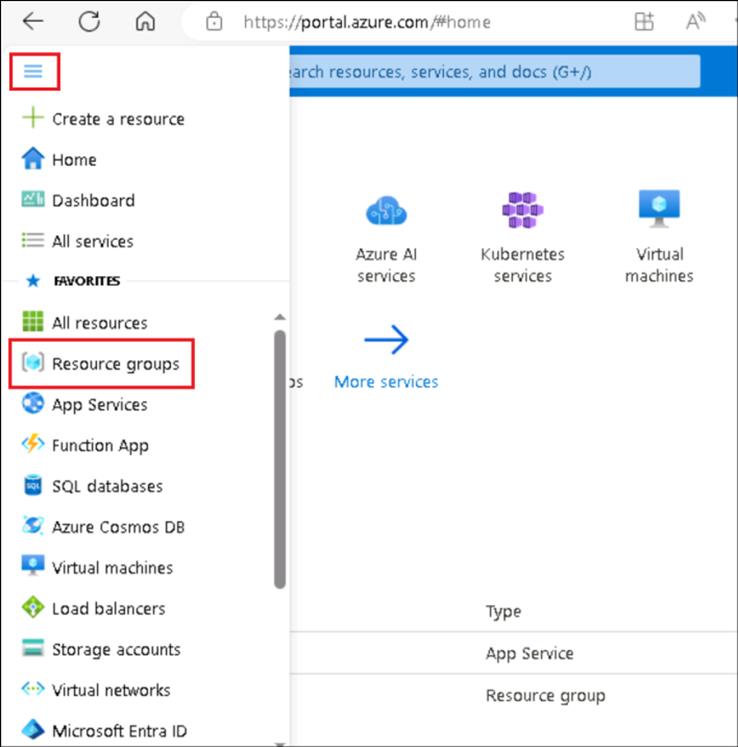 https://portal.azure.com/#home
earch resources, services, and docs (G+/)
Create a resource
Home
Dashboard
All services
FAVORITES
All resources
Resource groups
App Services
Function App
SQL databases
Azure Cosmos DB
Virtual machines
Load balancers
Storage accounts
Virtual networks
Microsoft Entra ID
Azure AI
services
Kubernetes
services
Virtual
machines
ps
More services
Type
App Service
Resource group